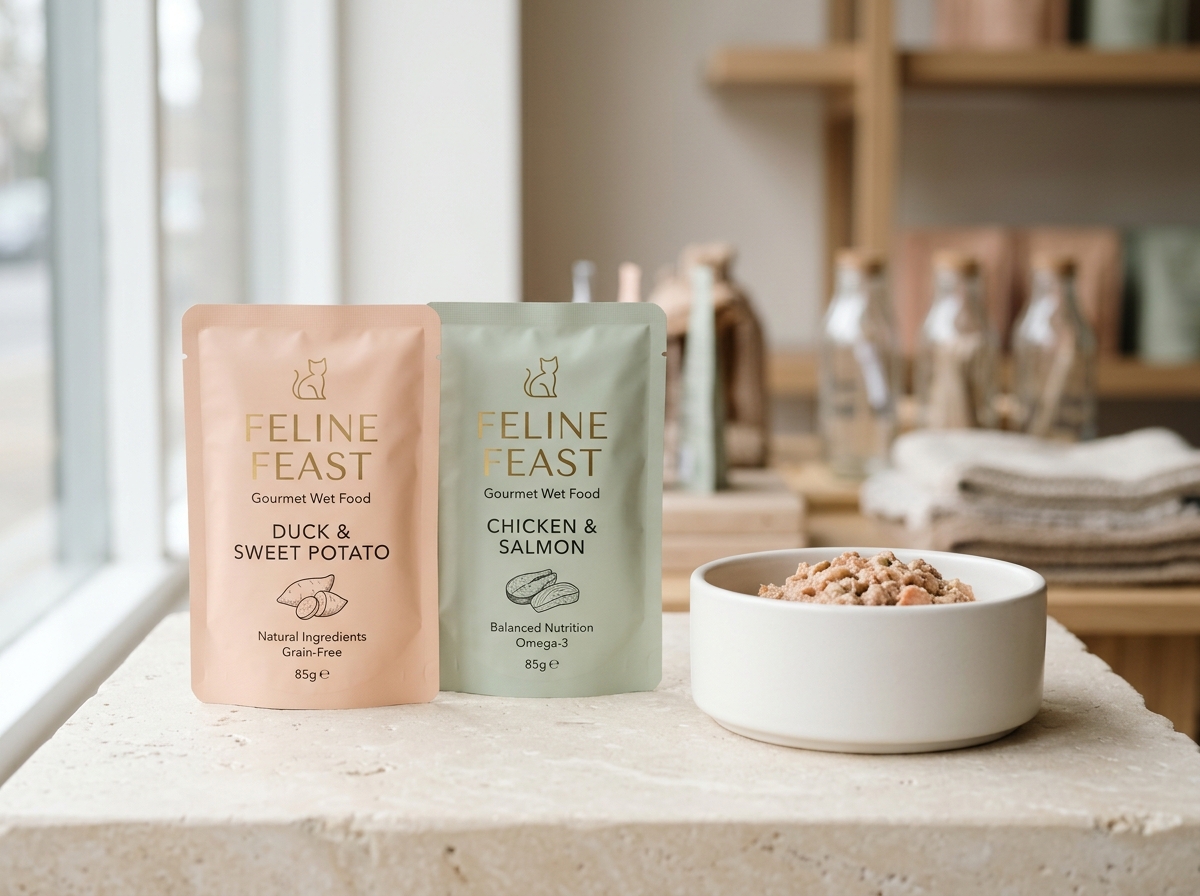 FELINE
FEAST
Gourmet Wet Food
DUCK &
SWEET POTATO
Natural Ingredients
Grain-Free
85g ℮
FELINE
FEAST
Gourmet Wet Food
CHICKEN &
SALMON
Balanced Nutrition
Omega-3
85g ℮